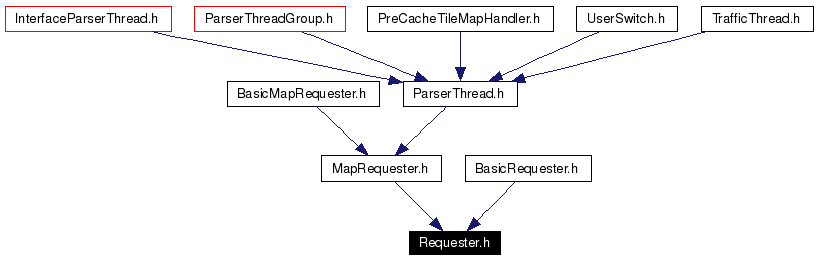 InterfaceParserThread.h
ParserThreadGroup.h
PreCacheTileMapHandler.h
UserSwitch.h
TrafficThread.h
BasicMapRequester.h
ParserThread.h
MapRequester.h
BasicRequester.h
Requester.h